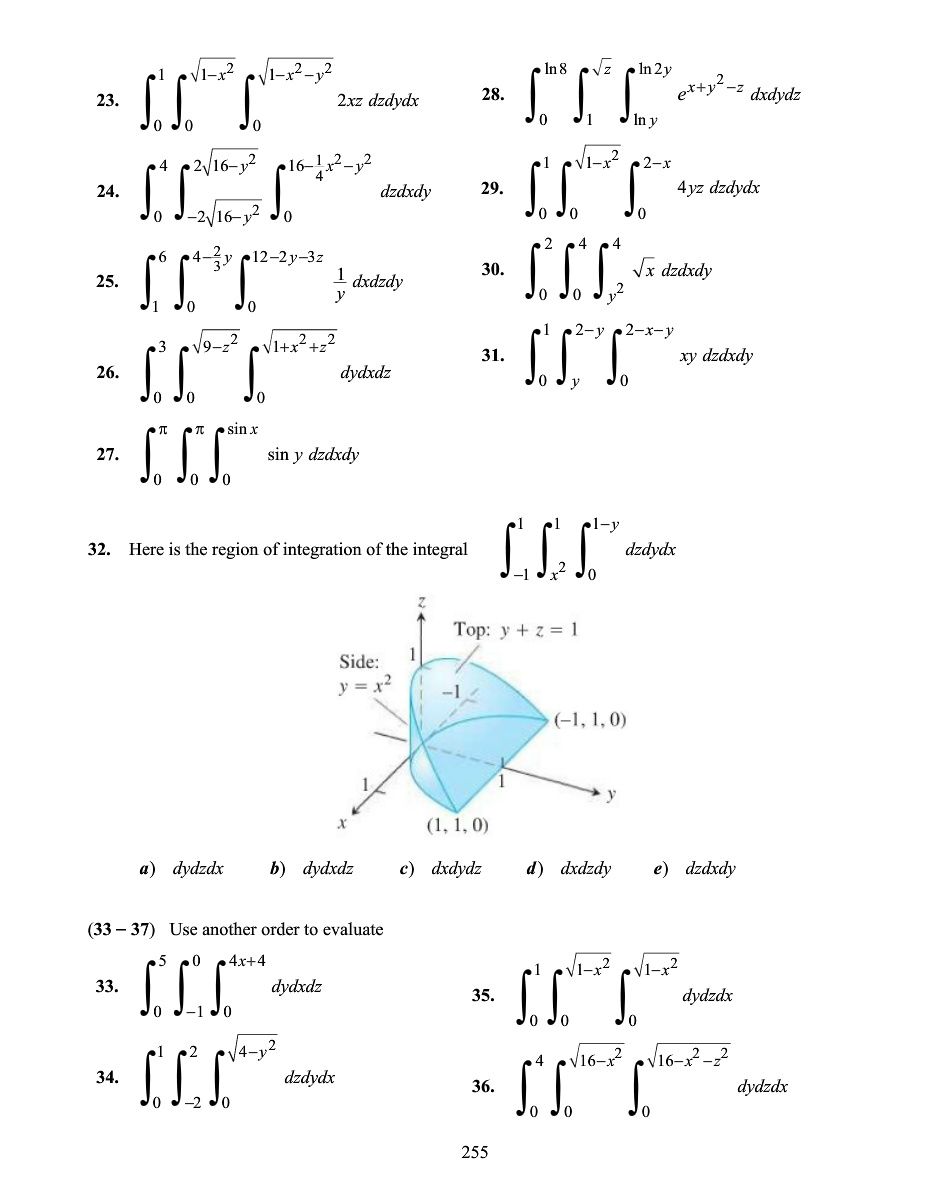 23. $\int_0^1 \int_0^{\sqrt{1-x^2}} \int_0^{\sqrt{1-x^2-y^2}} 2xz \, dzdydx$
24. $\int_0^4 \int_{-2\sqrt{16-y^2}}^{2\sqrt{16-y^2}} \int_0^{16-\frac{1}{4}x^2-y^2} dzdxdy$
25. $\int_1^6 \int_0^{4-\frac{2}{3}y} \int_0^{12-2y-3z} \frac{1}{y} \, dxdzdy$
26. $\int_0^3 \int_0^{\sqrt{9-z^2}} \int_0^{\sqrt{1+x^2+z^2}} dydxdz$
27. $\int_0^{\pi} \int_0^{\pi} \int_0^{\sin x} \sin y \, dzdxdy$
28. $\int_0^{\ln 8} \int_1^{\sqrt{z}} \int_{\ln y}^{\ln 2y} e^{x+y^2-z} \, dxdydz$
29. $\int_0^1 \int_0^{\sqrt{1-x^2}} \int_0^{2-x} 4yz \, dzdydx$
30. $\int_0^2 \int_0^4 \int_{y^2}^4 \sqrt{x} \, dzdxdy$
31. $\int_0^1 \int_y^{2-y} \int_0^{2-x-y} xy \, dzdxdy$
32. Here is the region of integration of the integral $\int_{-1}^1 \int_{x^2}^1 \int_0^{1-y} dzdydx$
z
Top: y + z = 1
1
Side:
y = x²
−1
(−1, 1, 0)
1
1
y
x
(1, 1, 0)
a) dydzdx b) dydxdz c) dxdydz d) dxdzdy e) dzdxdy
(33 – 37) Use another order to evaluate
33. $\int_0^5 \int_{-1}^0 \int_0^{4x+4} dydxdz$
34. $\int_0^1 \int_{-2}^2 \int_0^{\sqrt{4-y^2}} dzdydx$
35. $\int_0^1 \int_0^{\sqrt{1-x^2}} \int_0^{\sqrt{1-x^2}} dydzdx$
36. $\int_0^4 \int_0^{\sqrt{16-x^2}} \int_0^{\sqrt{16-x^2-z^2}} dydzdx$
255